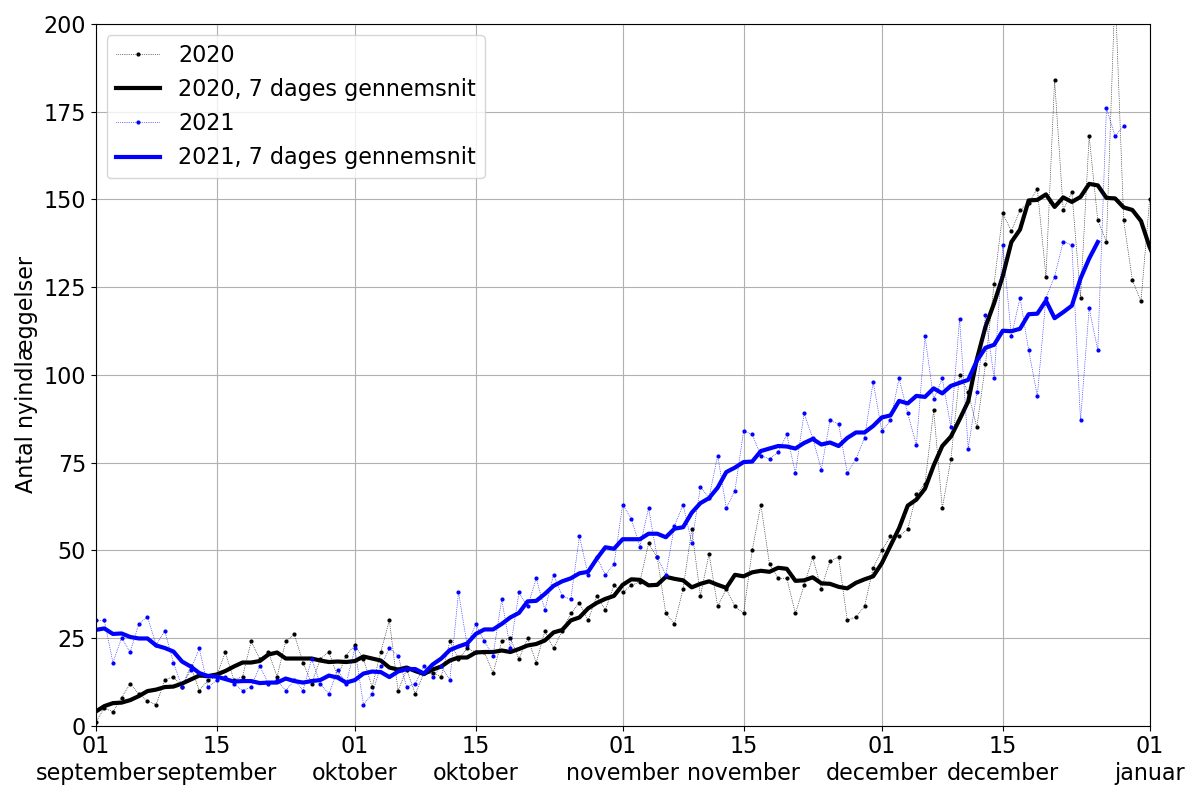 200
175
150
125
100
75
50
25
0
Antal nyindlæggelser
2020
2020, 7 dages gennemsnit
2021
2021, 7 dages gennemsnit
01 15 01 15 01 15 01 15 01
september september oktober oktober november november december december januar